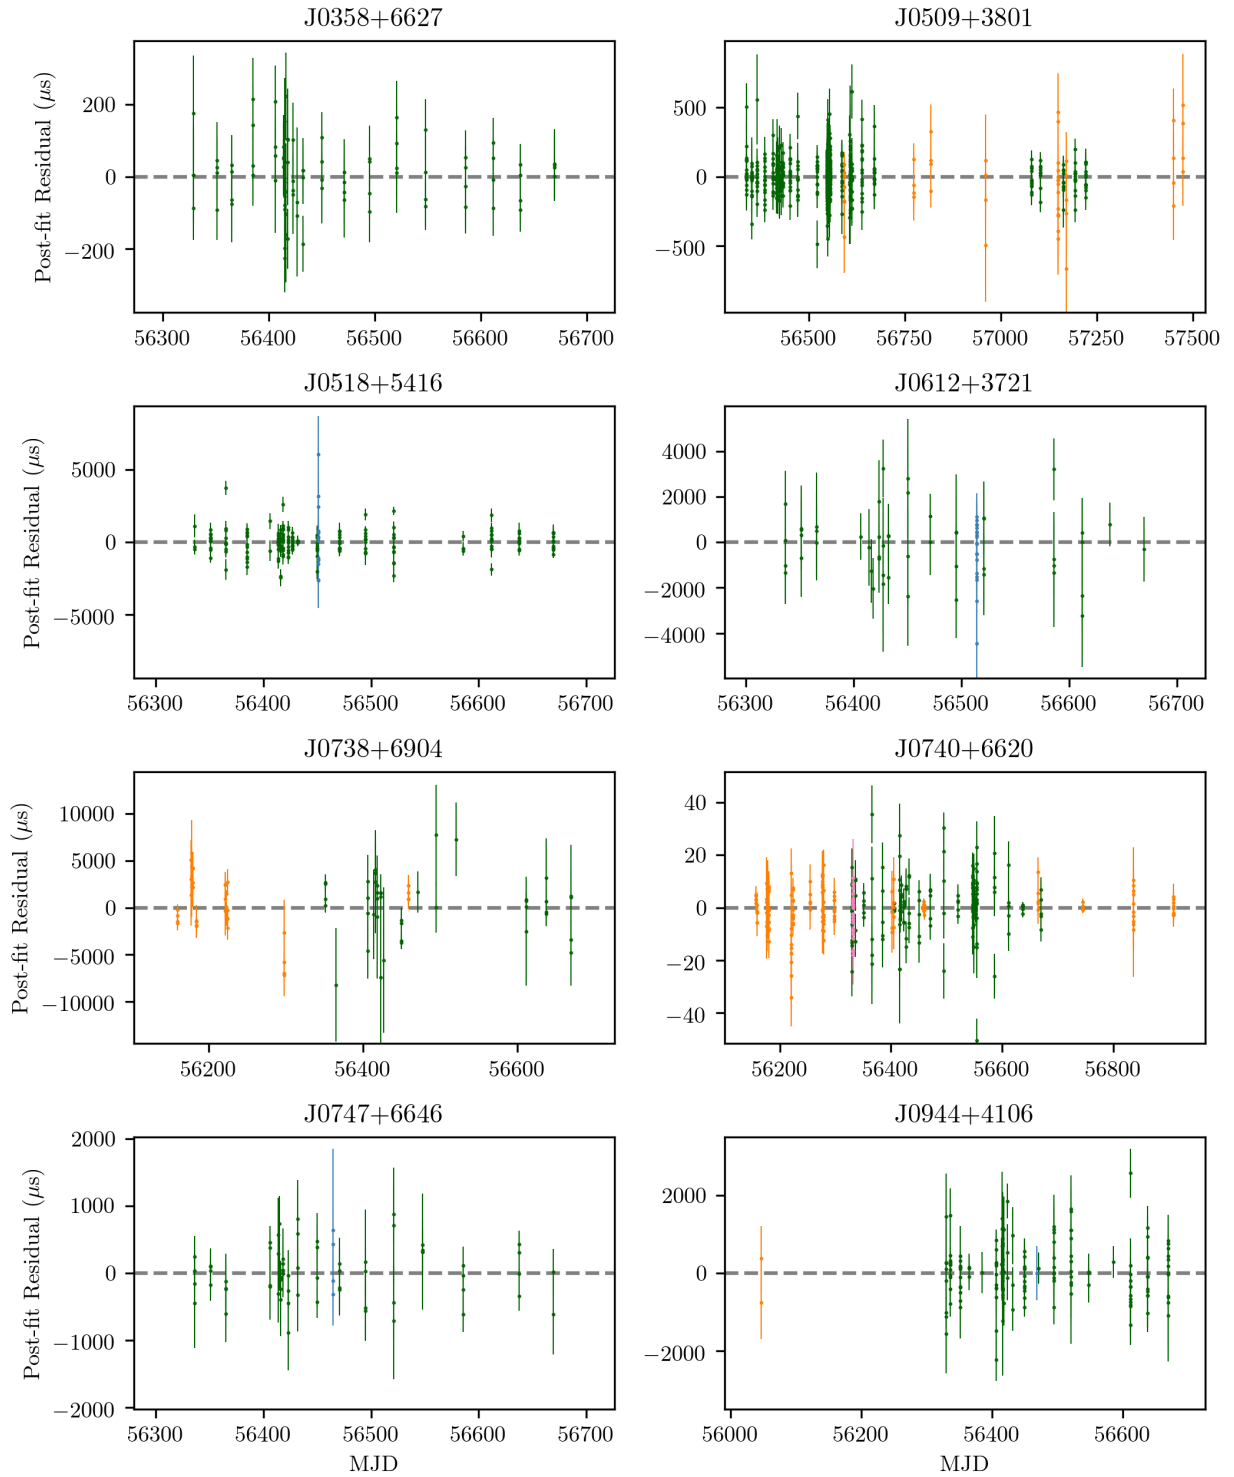 J0358+6627 J0509+3801
Post-fit Residual (μs)
200
0
−200
56300 56400 56500 56600 56700
500
0
−500
56500 56750 57000 57250 57500
J0518+5416 J0612+3721
Post-fit Residual (μs)
5000
0
−5000
56300 56400 56500 56600 56700
4000
2000
0
−2000
−4000
56300 56400 56500 56600 56700
J0738+6904 J0740+6620
Post-fit Residual (μs)
10000
5000
0
−5000
−10000
56200 56400 56600
40
20
0
−20
−40
56200 56400 56600 56800
J0747+6646 J0944+4106
Post-fit Residual (μs)
2000
1000
0
−1000
−2000
56300 56400 56500 56600 56700
MJD
2000
0
−2000
56000 56200 56400 56600
MJD